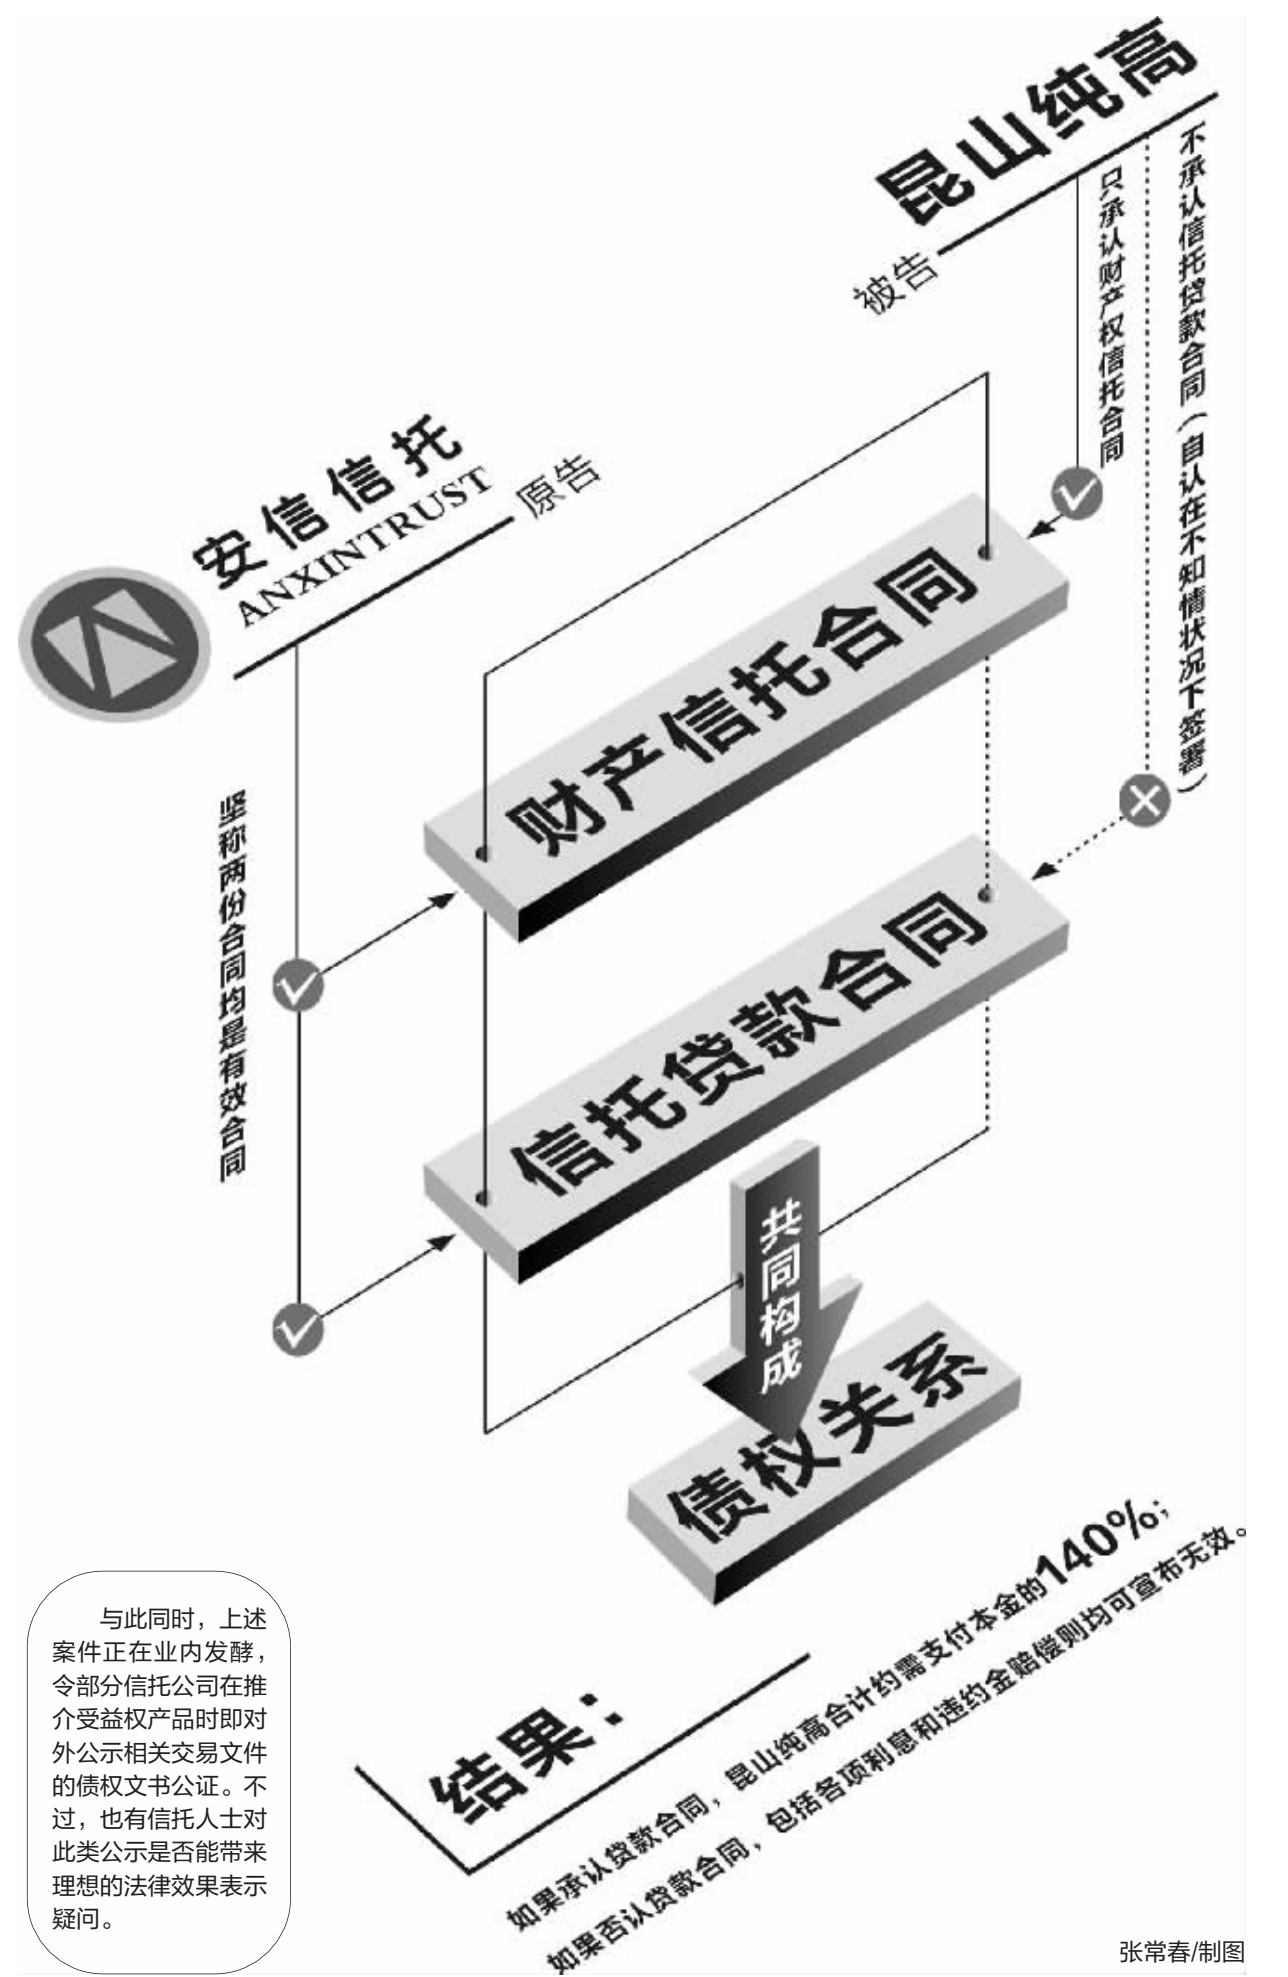 昆山纯高
被告
只承认财产权信托合同
不承认信托贷款合同（自认在不知情状况下签署）
安信信托
ANXINTRUST
原告
坚称两份合同均是有效合同
财产信托合同
信托贷款合同
共同构成
债权关系
结果：
如果承认贷款合同，昆山纯高合计约需支付本金的140%；
如果否认贷款合同，包括各项利息和违约金赔偿则均可宣布无效。
与此同时，上述
案件正在业内发酵，
令部分信托公司在推
介受益权产品时即对
外公示相关交易文件
的债权文书公证。不
过，也有信托人士对
此类公示是否能带来
理想的法律效果表示
疑问。
张常春/制图